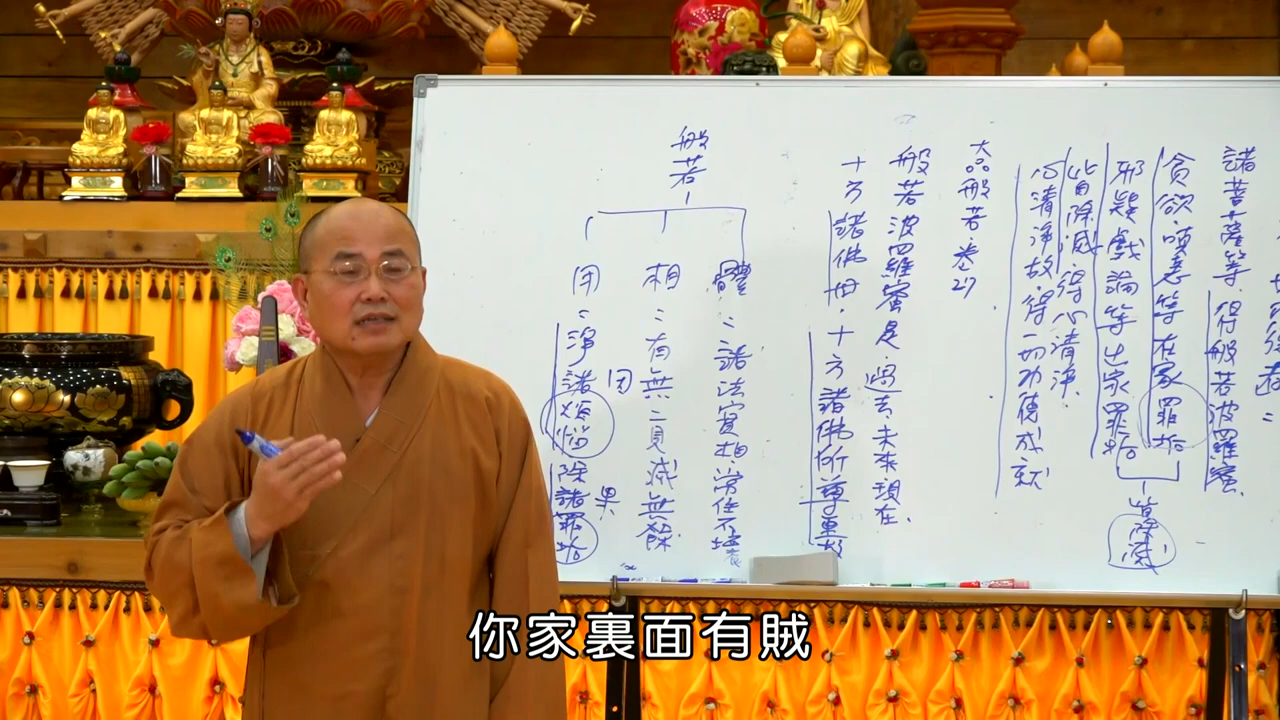 諸菩薩等得般若波羅蜜
貪欲瞋恚等在家罪垢
邪疑戲論等出家罪垢
皆除滅
皆除滅得心清淨
心清淨故得一切功德成就
大品般若卷27
般若波羅蜜是過去未來現在
十方諸佛母十方諸佛所尊重故
般若
體:諸法實相常住不壞
相:有無二見滅無餘
用:淨諸煩惱除諸罪垢
因
果
你家裏面有賊